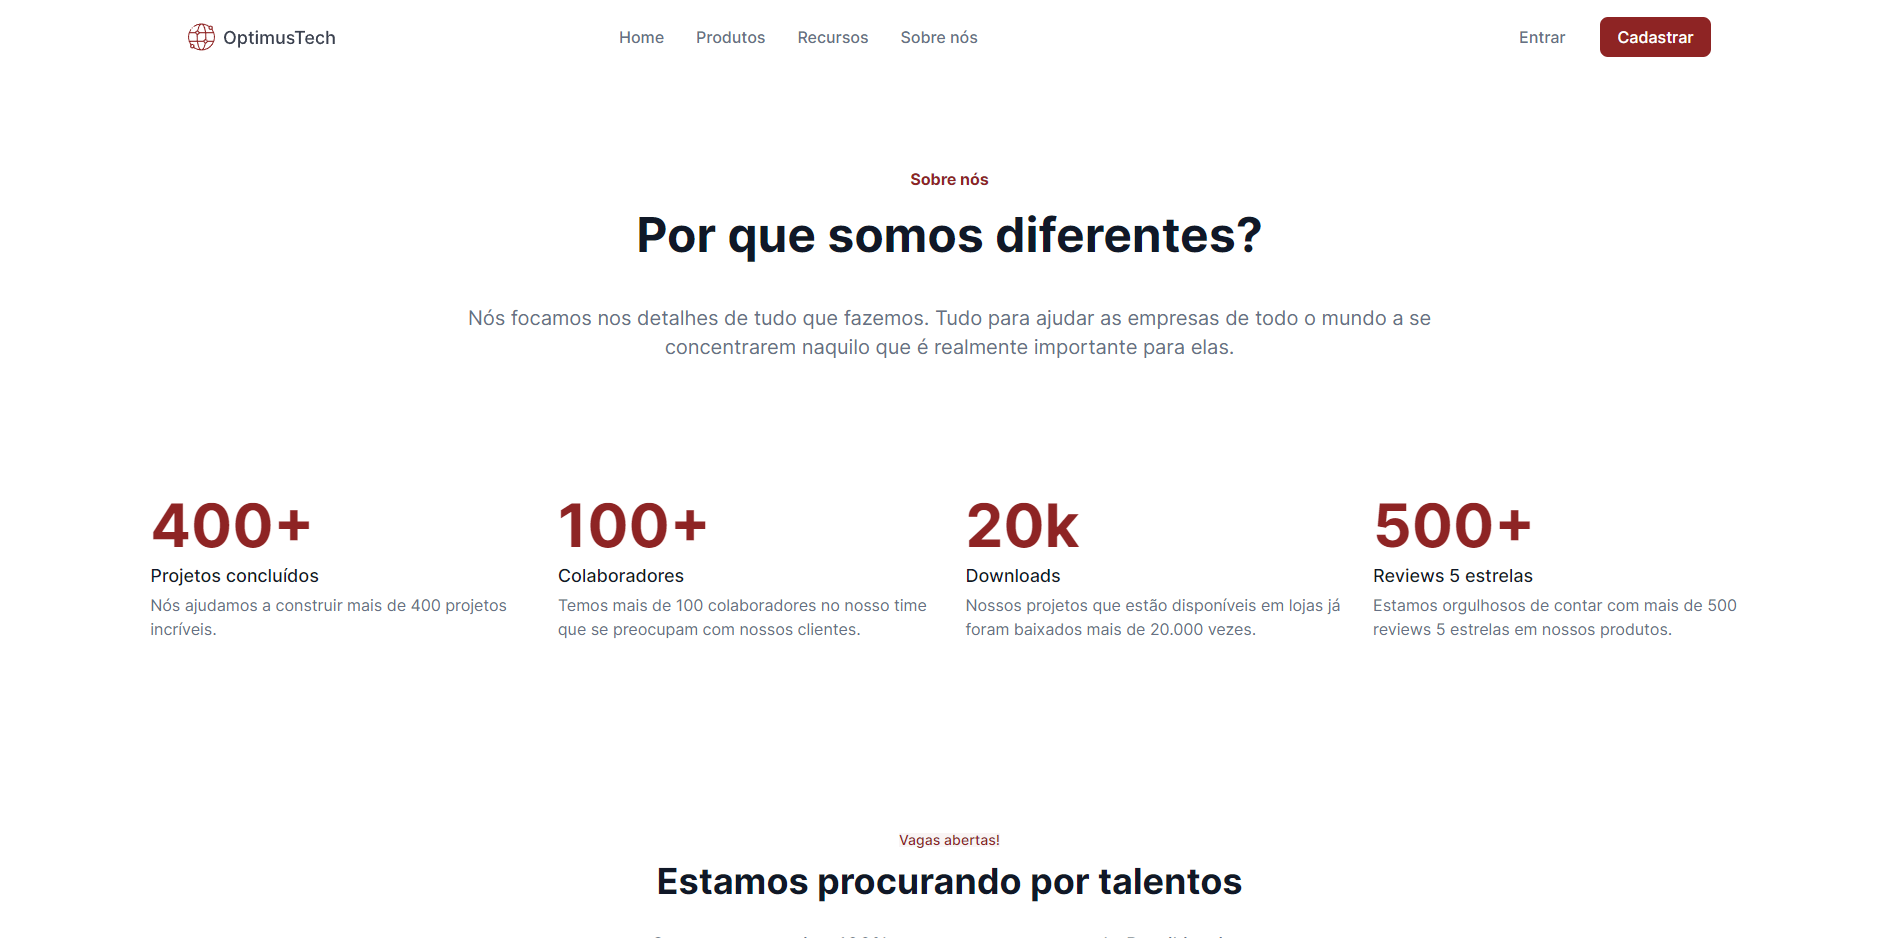 OptimusTech
Home Produtos Recursos Sobre nós
Entrar Cadastrar
Sobre nós
Por que somos diferentes?
Nós focamos nos detalhes de tudo que fazemos. Tudo para ajudar as empresas de todo o mundo a se
concentrarem naquilo que é realmente importante para elas.
400+
Projetos concluídos
Nós ajudamos a construir mais de 400 projetos
incríveis.
100+
Colaboradores
Temos mais de 100 colaboradores no nosso time
que se preocupam com nossos clientes.
20k
Downloads
Nossos projetos que estão disponíveis em lojas já
foram baixados mais de 20.000 vezes.
500+
Reviews 5 estrelas
Estamos orgulhosos de contar com mais de 500
reviews 5 estrelas em nossos produtos.
Vagas abertas!
Estamos procurando por talentos